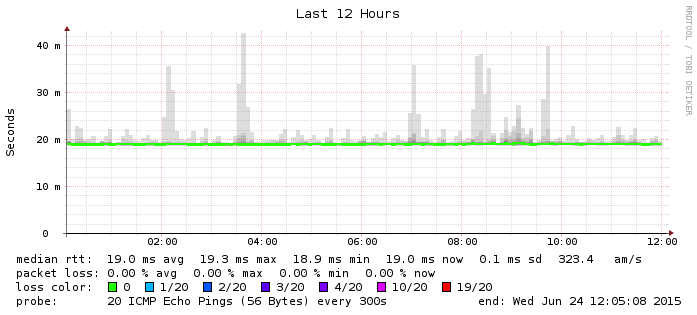 Last 12 Hours
RRDTOOL / TOBI OETIKER
Seconds
40 m
30 m
20 m
10 m
0
02:00 04:00 06:00 08:00 10:00 12:00
median rtt: 19.0 ms avg 19.3 ms max 18.9 ms min 19.0 ms now 0.1 ms sd 323.4 am/s
packet loss: 0.00 % avg 0.00 % max 0.00 % min 0.00 % now
loss color: 0 1/20 2/20 3/20 4/20 10/20 19/20
probe: 20 ICMP Echo Pings (56 Bytes) every 300s end: Wed Jun 24 12:05:08 2015